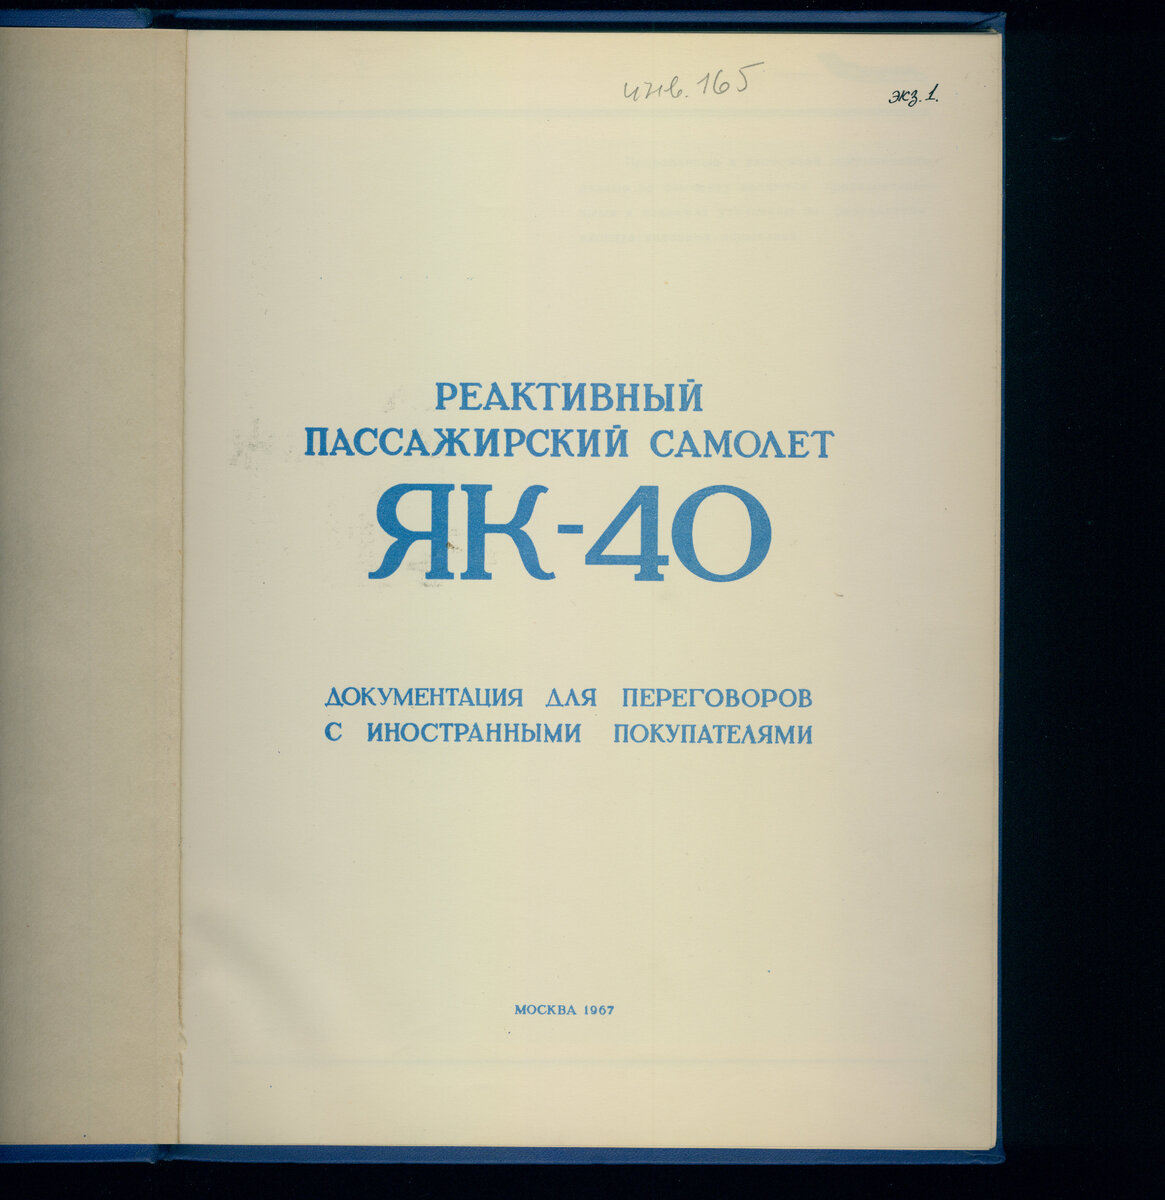 инв. 165
экз. 1.
РЕАКТИВНЫЙ
ПАССАЖИРСКИЙ САМОЛЕТ
ЯК-40
ДОКУМЕНТАЦИЯ ДЛЯ ПЕРЕГОВОРОВ
С ИНОСТРАННЫМИ ПОКУПАТЕЛЯМИ
МОСКВА 1967